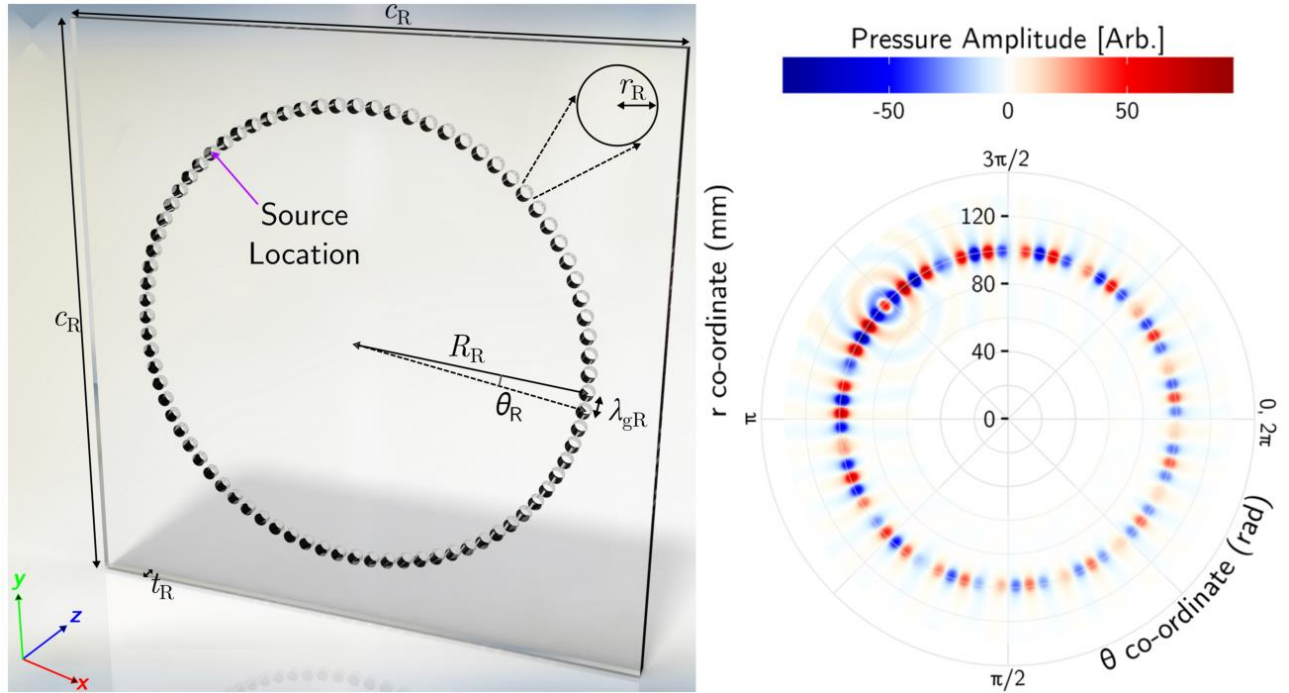 c_R
r_R
Source
Location
c_R
R_R
θ_R
λ_gR
t_R
y
z
x
Pressure Amplitude [Arb.]
-50
0
50
r co-ordinate (mm)
3π/2
120
80
40
0
π
0, 2π
π/2
θ co-ordinate (rad)